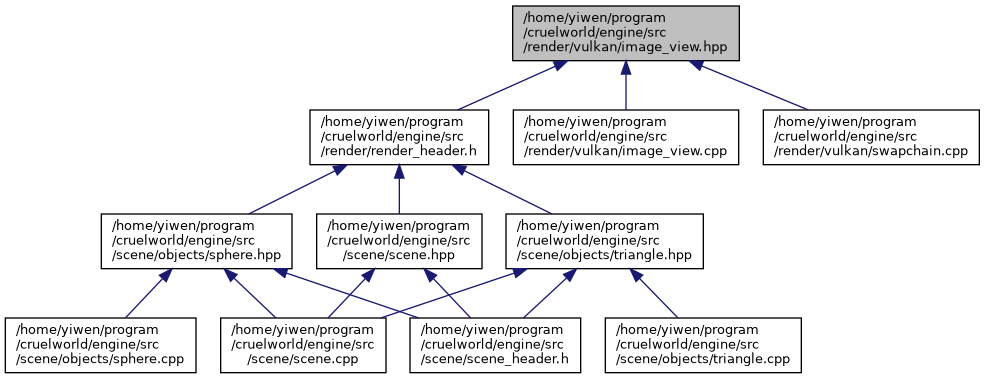 /home/yiwen/program
/cruelworld/engine/src
/render/vulkan/image_view.hpp
/home/yiwen/program
/cruelworld/engine/src
/render/render_header.h
/home/yiwen/program
/cruelworld/engine/src
/render/vulkan/image_view.cpp
/home/yiwen/program
/cruelworld/engine/src
/render/vulkan/swapchain.cpp
/home/yiwen/program
/cruelworld/engine/src
/scene/objects/sphere.hpp
/home/yiwen/program
/cruelworld/engine/src
/scene/scene.hpp
/home/yiwen/program
/cruelworld/engine/src
/scene/objects/triangle.hpp
/home/yiwen/program
/cruelworld/engine/src
/scene/objects/sphere.cpp
/home/yiwen/program
/cruelworld/engine/src
/scene/scene.cpp
/home/yiwen/program
/cruelworld/engine/src
/scene/scene_header.h
/home/yiwen/program
/cruelworld/engine/src
/scene/objects/triangle.cpp